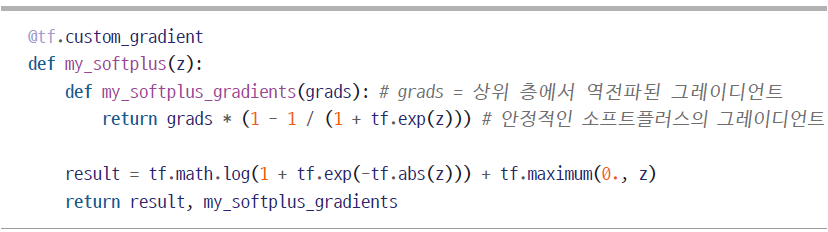 @tf.custom_gradient
def my_softplus(z):
    def my_softplus_gradients(grads): # grads = 상위 층에서 역전파된 그레이디언트
        return grads * (1 - 1 / (1 + tf.exp(z))) # 안정적인 소프트플러스의 그레이디언트

    result = tf.math.log(1 + tf.exp(-tf.abs(z))) + tf.maximum(0., z)
    return result, my_softplus_gradients